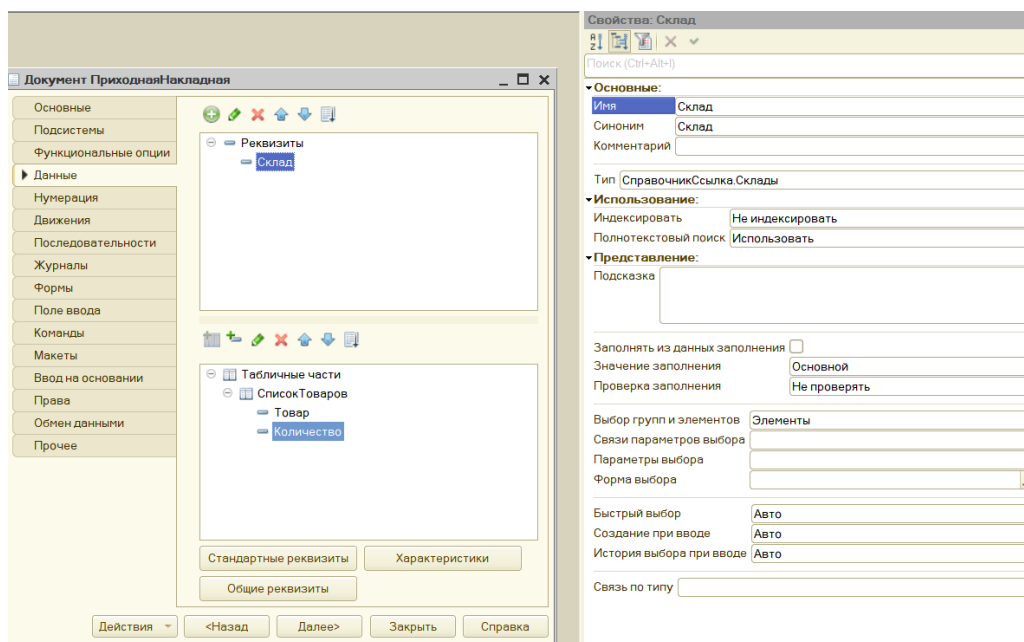 Документ ПриходнаяНакладная
Основные
Подсистемы
Функциональные опции
Данные
Нумерация
Движения
Последовательности
Журналы
Формы
Поле ввода
Команды
Макеты
Ввод на основании
Права
Обмен данными
Прочее
Реквизиты
Склад
Табличные части
СписокТоваров
Товар
Количество
Стандартные реквизиты
Характеристики
Общие реквизиты
Действия
<Назад
Далее>
Закрыть
Справка
Свойства: Склад
Поиск (Ctrl+Alt+I)
Основные:
Имя Склад
Синоним Склад
Комментарий
Тип СправочникСсылка.Склады
Использование:
Индексировать Не индексировать
Полнотекстовый поиск Использовать
Представление:
Подсказка
Заполнять из данных заполнения
Значение заполнения Основной
Проверка заполнения Не проверять
Выбор групп и элементов Элементы
Связи параметров выбора
Параметры выбора
Форма выбора
Быстрый выбор Авто
Создание при вводе Авто
История выбора при вводе Авто
Связь по типу